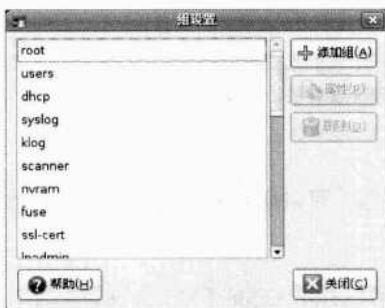 组设置
root
users
dhcp
syslog
klog
scanner
nvram
fuse
ssl-cert
lpadmin
添加组(A)
属性(P)
删除(D)
帮助(H)
关闭(C)